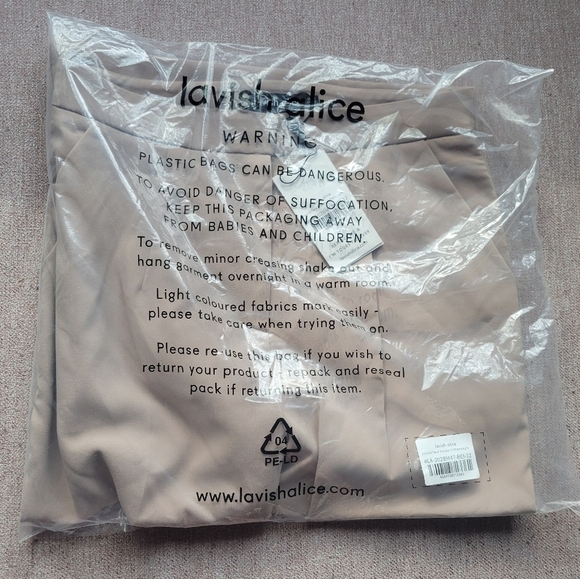 lavishalice
WARNING
PLASTIC BAGS CAN BE DANGEROUS.
TO AVOID DANGER OF SUFFOCATION,
KEEP THIS PACKAGING AWAY
FROM BABIES AND CHILDREN.
To remove minor creasing shake out and
hang garment overnight in a warm room.
Light coloured fabrics mark easily -
please take care when trying them on.
Please re-use this bag if you wish to
return your product - repack and reseal
pack if returning this item.
04
PE-LD
lavish alice
www.lavishalice.com